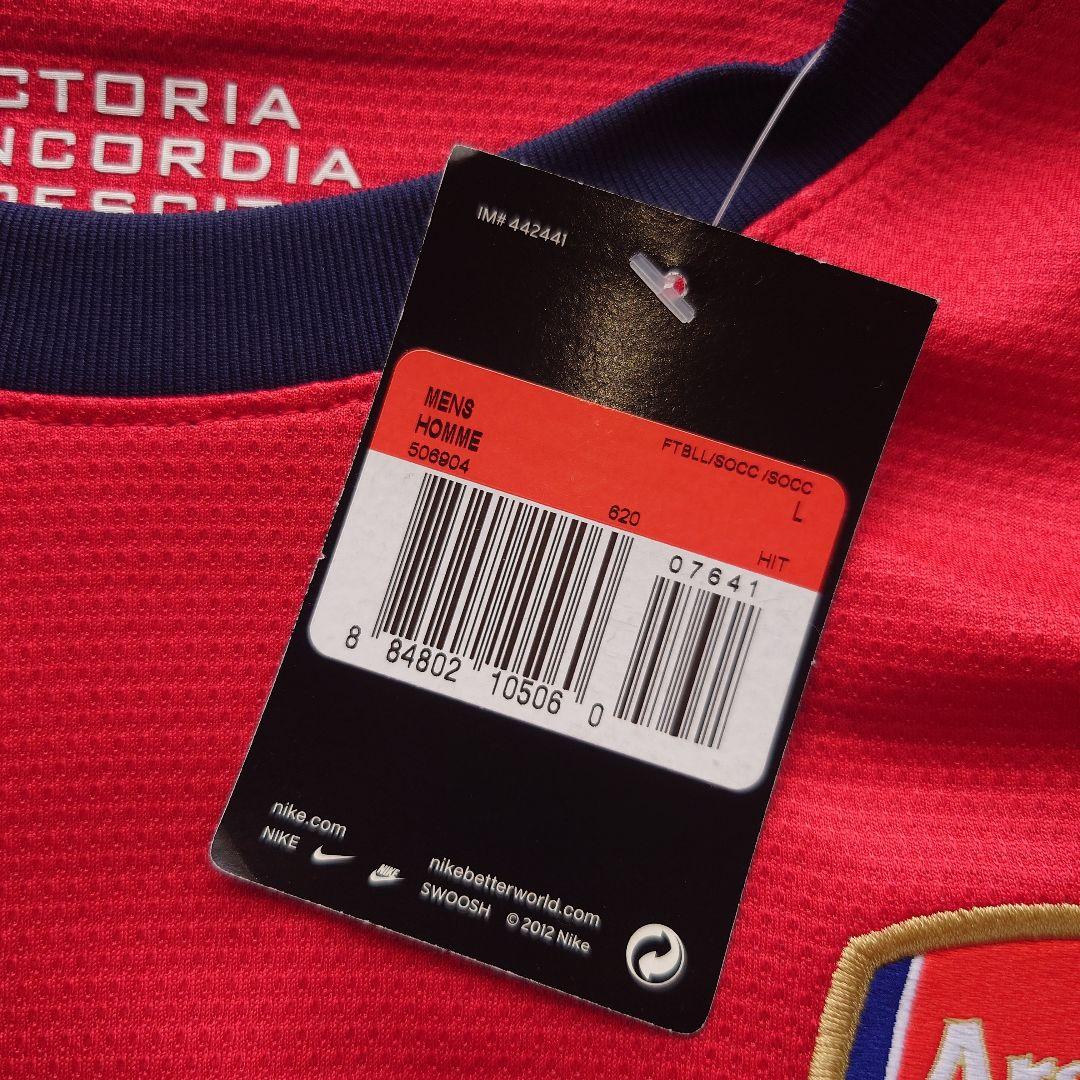 CTORIA
NCORDIA
IM# 442441
MENS
HOMME
506904
FTBLL/SOCC /SOCC
L
620
HIT
07641
8 84802 10506 0
nike.com
NIKE
NIKE
nikebetterworld.com
SWOOSH © 2012 Nike